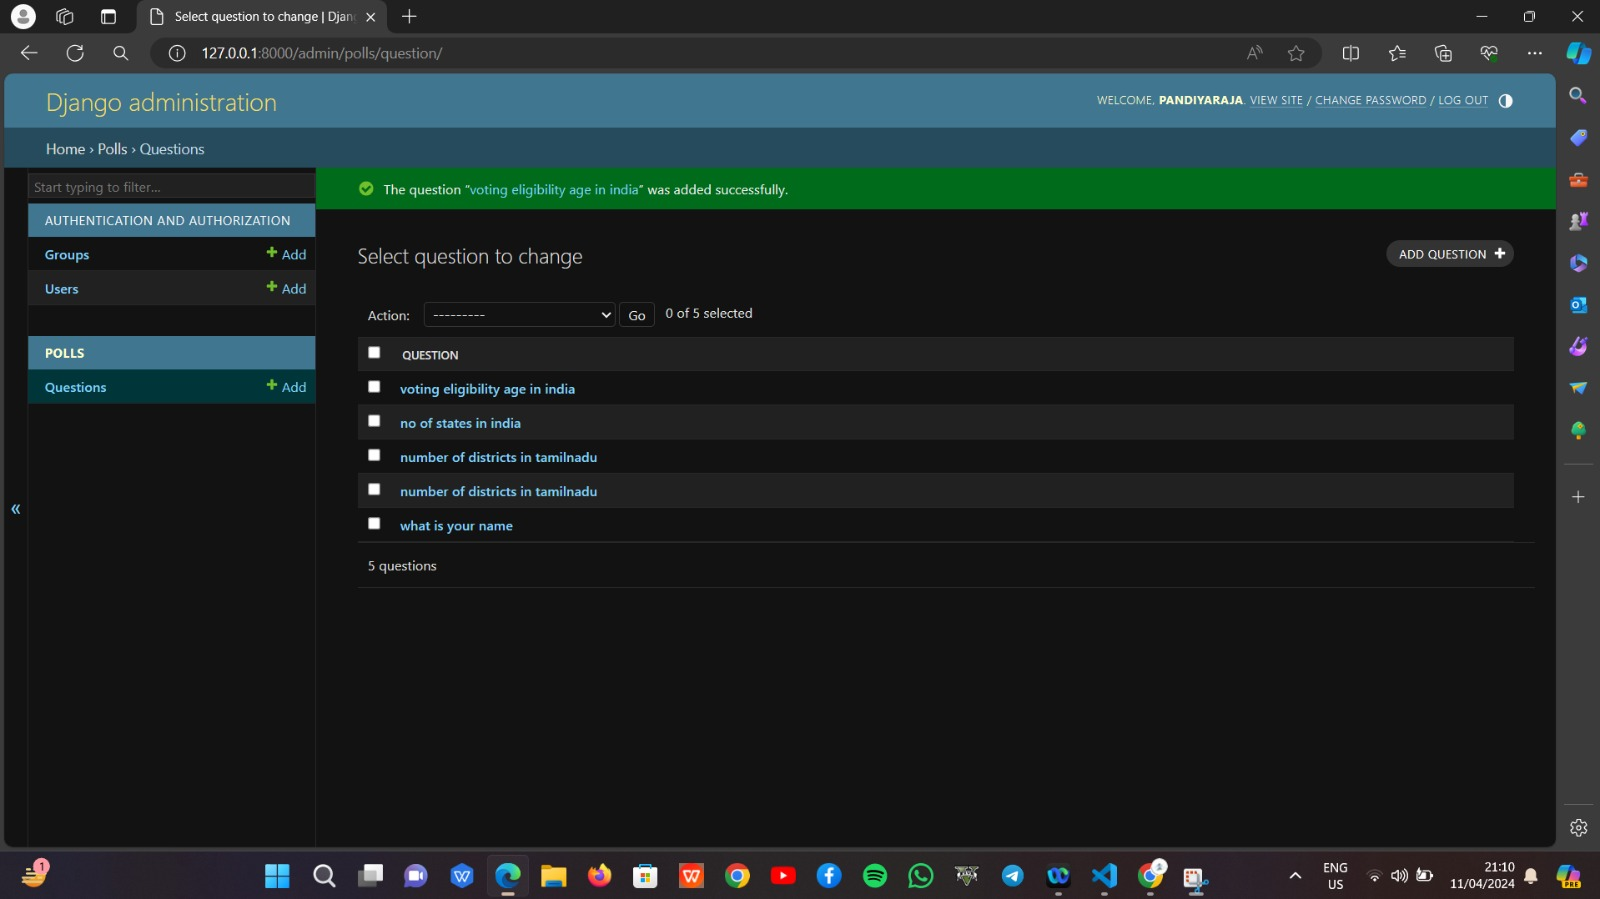 Select question to change | Djan
127.0.0.1:8000/admin/polls/question/
Django administration
WELCOME, PANDIYARAJA. VIEW SITE / CHANGE PASSWORD / LOG OUT
Home › Polls › Questions
Start typing to filter...
AUTHENTICATION AND AUTHORIZATION
Groups + Add
Users + Add
POLLS
Questions + Add
«
The question “voting eligibility age in india” was added successfully.
Select question to change
ADD QUESTION +
Action: --------- Go 0 of 5 selected
QUESTION
voting eligibility age in india
no of states in india
number of districts in tamilnadu
number of districts in tamilnadu
what is your name
5 questions
1
ENG
US
21:10
11/04/2024
PRE